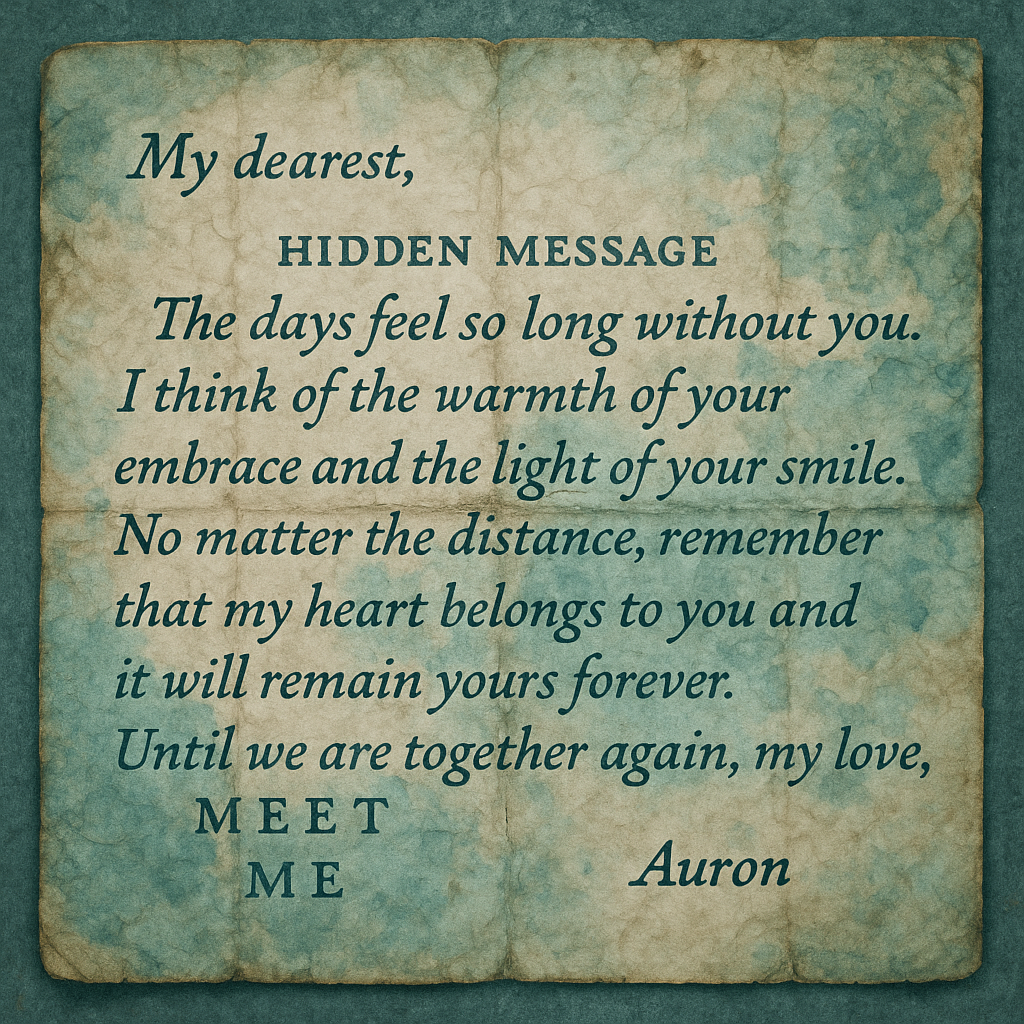 My dearest,
HIDDEN MESSAGE
The days feel so long without you.
I think of the warmth of your
embrace and the light of your smile.
No matter the distance, remember
that my heart belongs to you and
it will remain yours forever.
Until we are together again, my love,
MEET
ME
Auron